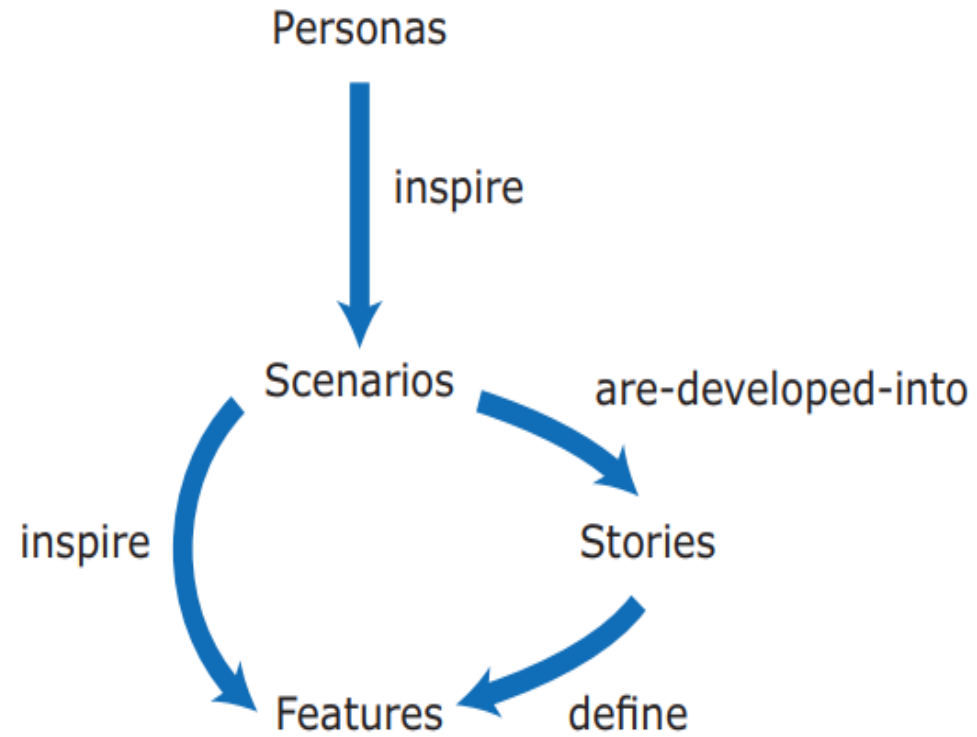 Personas
inspire
Scenarios
are-developed-into
inspire
Stories
Features
define